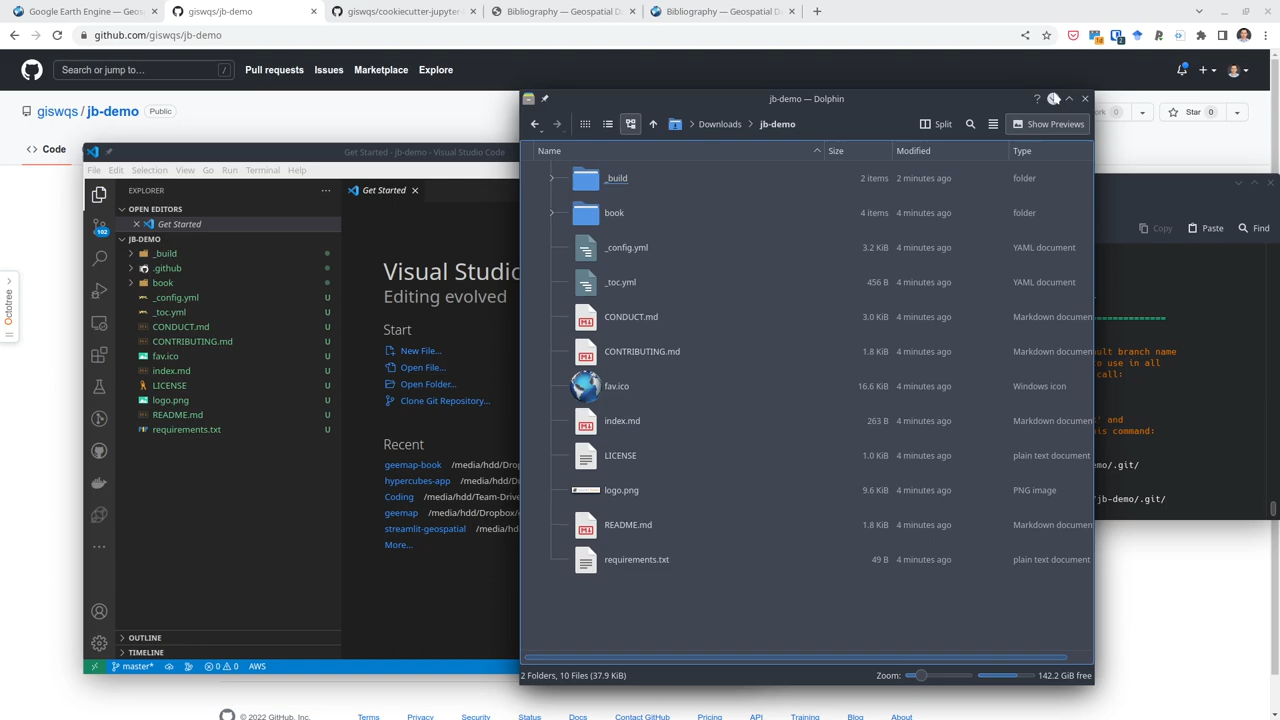 Google Earth Engine — Geosp
giswqs/jb-demo
giswqs/cookiecutter-jupyter-
Bibliography — Geospatial D
Bibliography — Geospatial D
github.com/giswqs/jb-demo
Search or jump to…
/
Pull requests
Issues
Marketplace
Explore
giswqs / jb-demo
Public
ork
0
Star
0
Code
Octotree
Get Started - jb-demo - Visual Studio Code
File
Edit
Selection
View
Go
Run
Terminal
Help
EXPLORER
Get Started
OPEN EDITORS
Get Started
JB-DEMO
102
_build
.github
book
_config.yml
U
_toc.yml
U
CONDUCT.md
U
CONTRIBUTING.md
U
fav.ico
U
index.md
U
LICENSE
U
logo.png
U
README.md
U
requirements.txt
U
OUTLINE
TIMELINE
master*
0
0
AWS
Visual Studio
Editing evolved
Start
New File...
Open File...
Open Folder...
Clone Git Repository...
Recent
geemap-book /media/hdd/Drop
hypercubes-app /media/hdd/D
Coding /media/hdd/Team-Drive
geemap /media/hdd/Dropbox/
streamlit-geospatial /media/h
More...
jb-demo — Dolphin
Downloads
jb-demo
Split
Show Previews
Name
Size
Modified
Type
_build
2 items
2 minutes ago
folder
book
4 items
4 minutes ago
folder
_config.yml
3.2 KiB
4 minutes ago
YAML document
_toc.yml
456 B
4 minutes ago
YAML document
CONDUCT.md
3.0 KiB
4 minutes ago
Markdown documen
CONTRIBUTING.md
1.8 KiB
4 minutes ago
Markdown documen
fav.ico
16.6 KiB
4 minutes ago
Windows icon
index.md
263 B
4 minutes ago
Markdown documen
LICENSE
1.0 KiB
4 minutes ago
plain text document
logo.png
9.6 KiB
4 minutes ago
PNG image
README.md
1.8 KiB
4 minutes ago
Markdown documen
requirements.txt
49 B
4 minutes ago
plain text document
2 Folders, 10 Files (37.9 KiB)
Zoom:
142.2 GiB free
Copy
Paste
Find
=============
ult branch name
o use in all
call:
' and
is command:
emo/.git/
/jb-demo/.git/
© 2022 GitHub, Inc.
Terms
Privacy
Security
Status
Docs
Contact GitHub
Pricing
API
Training
Blog
About